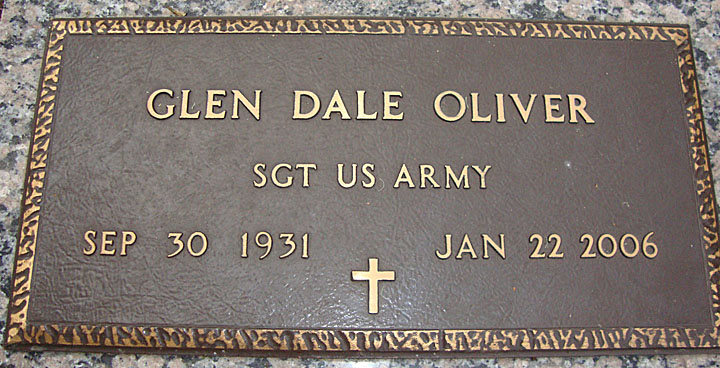 GLEN DALE OLIVER
SGT US ARMY
SEP 30 1931 JAN 22 2006